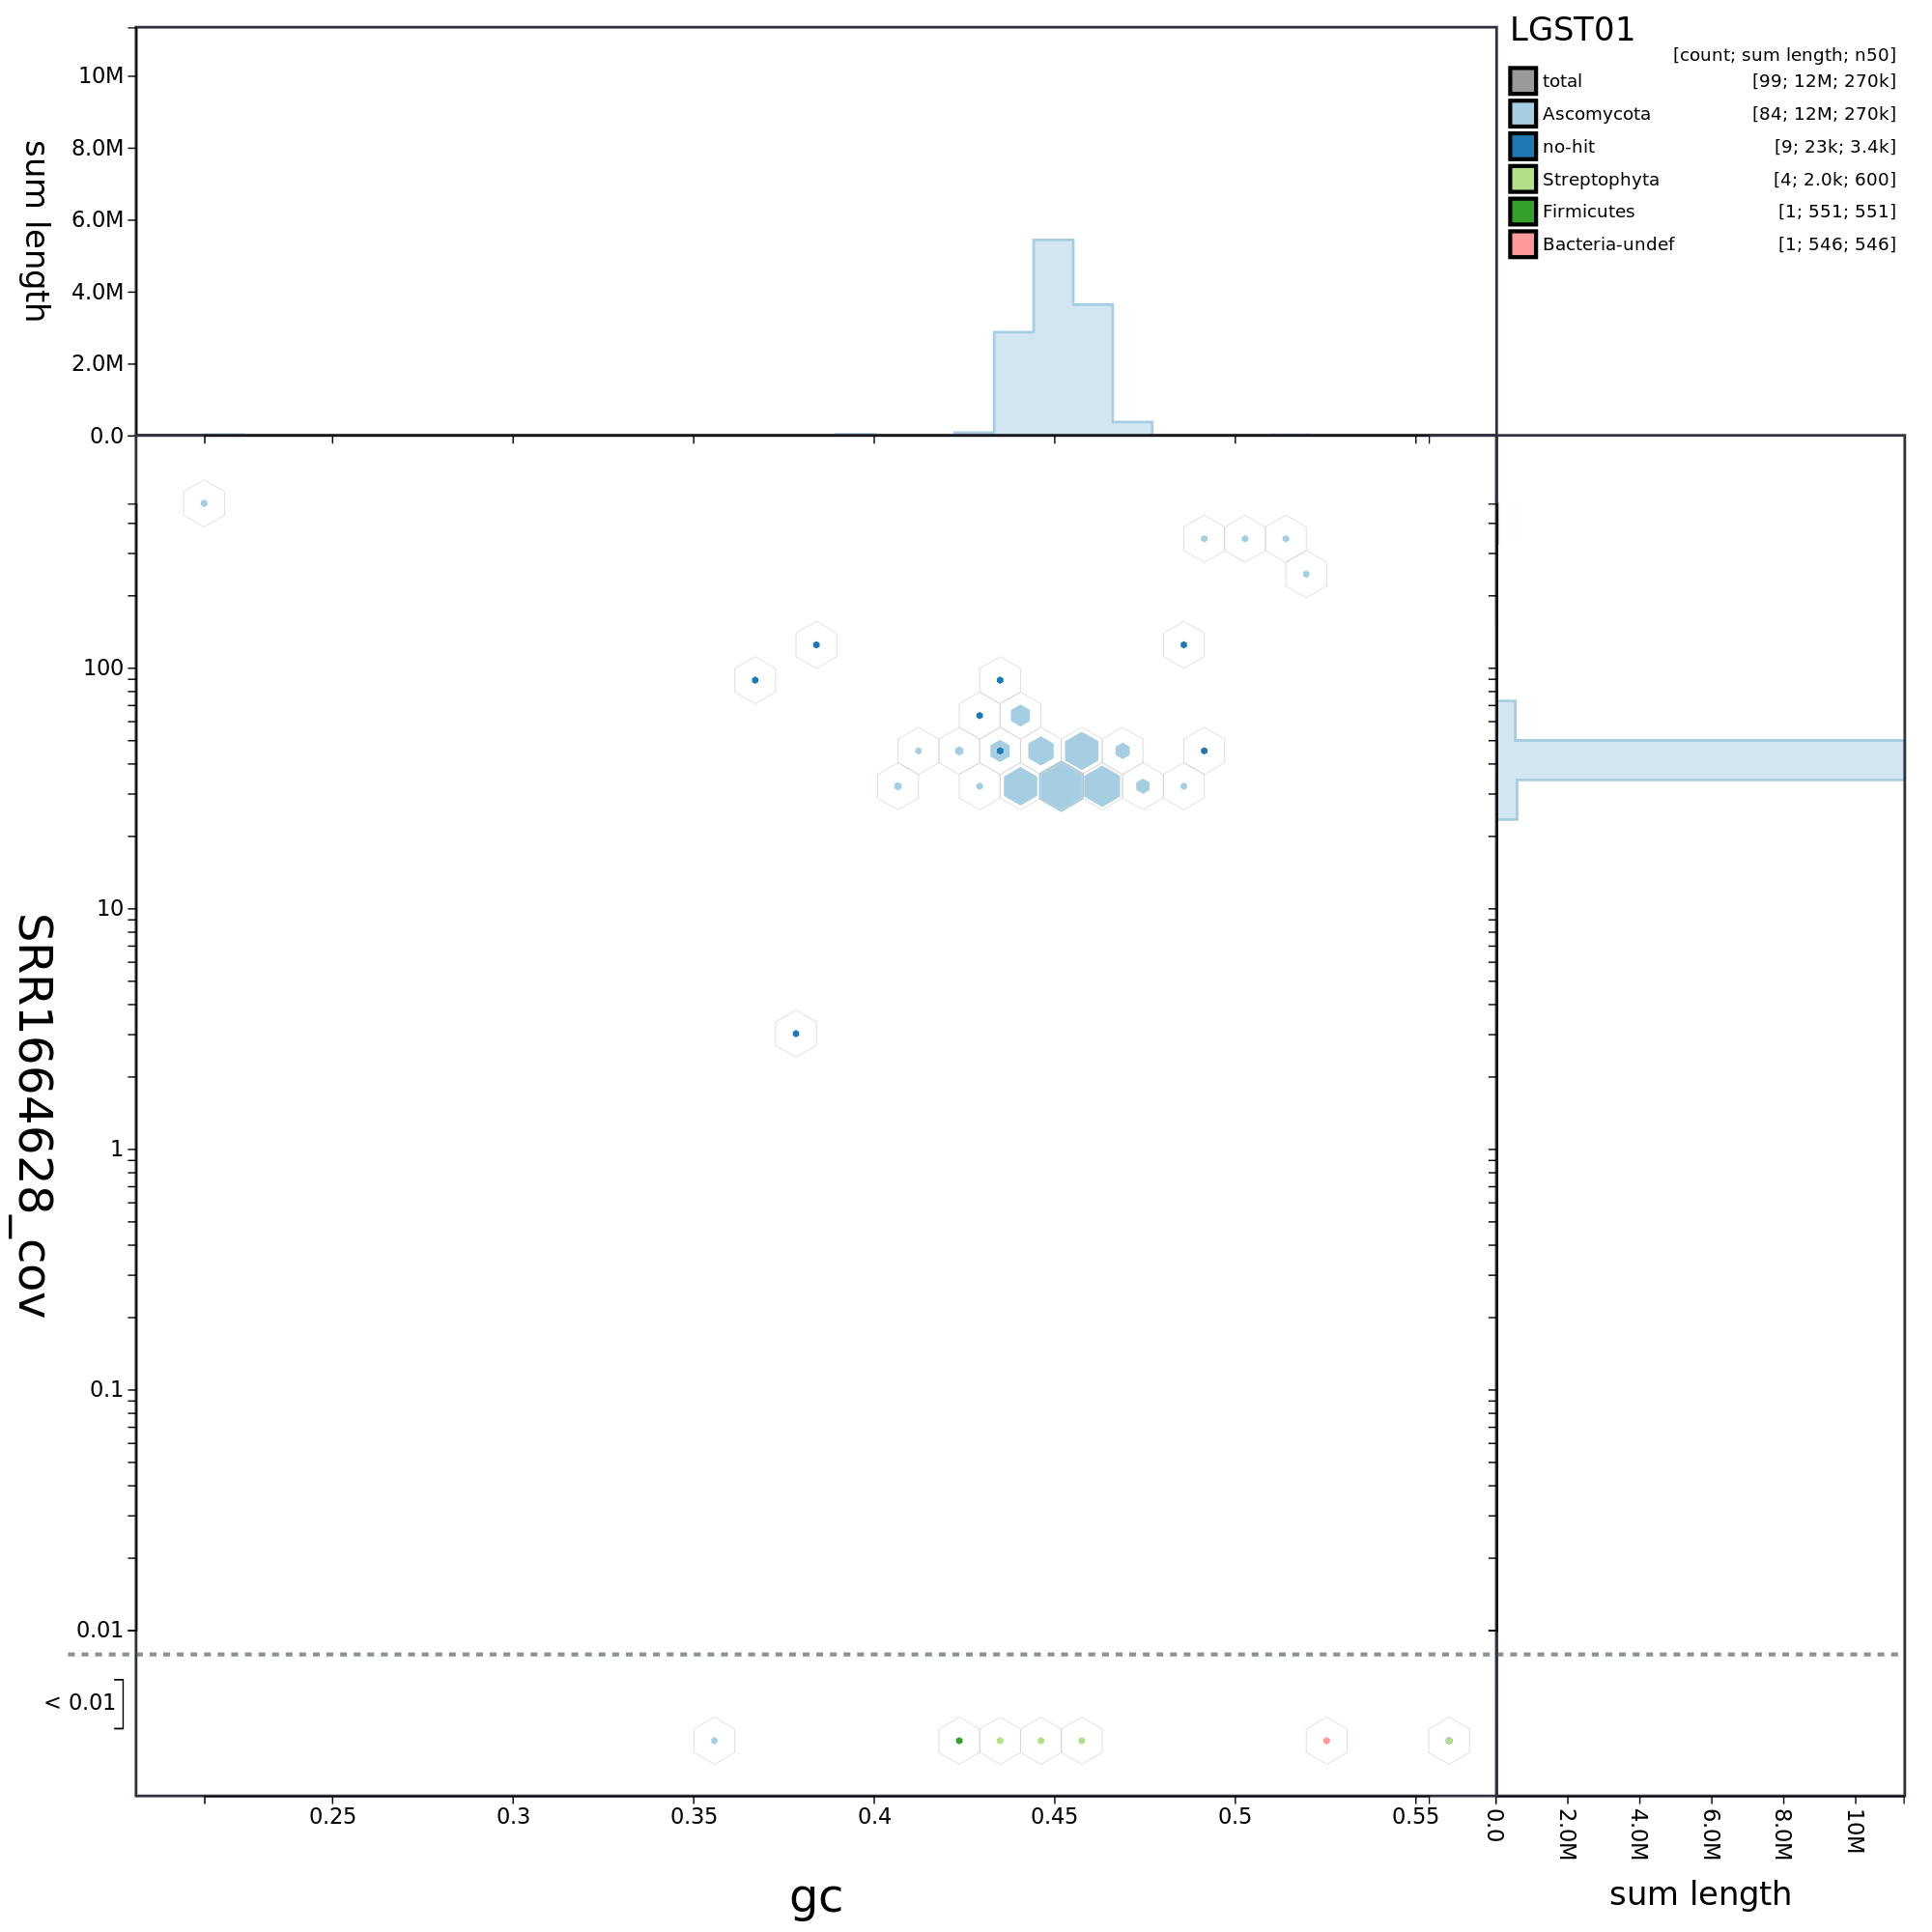 LGST01
[count; sum length; n50]
total [99; 12M; 270k]
Ascomycota [84; 12M; 270k]
no-hit [9; 23k; 3.4k]
Streptophyta [4; 2.0k; 600]
Firmicutes [1; 551; 551]
Bacteria-undef [1; 546; 546]
sum length
10M
8.0M
6.0M
4.0M
2.0M
0.0
SRR1664628_cov
100
10
1
0.1
0.01
< 0.01
0.25 0.3 0.35 0.4 0.45 0.5 0.55
gc
0.0 2.0M 4.0M 6.0M 8.0M 10M
sum length